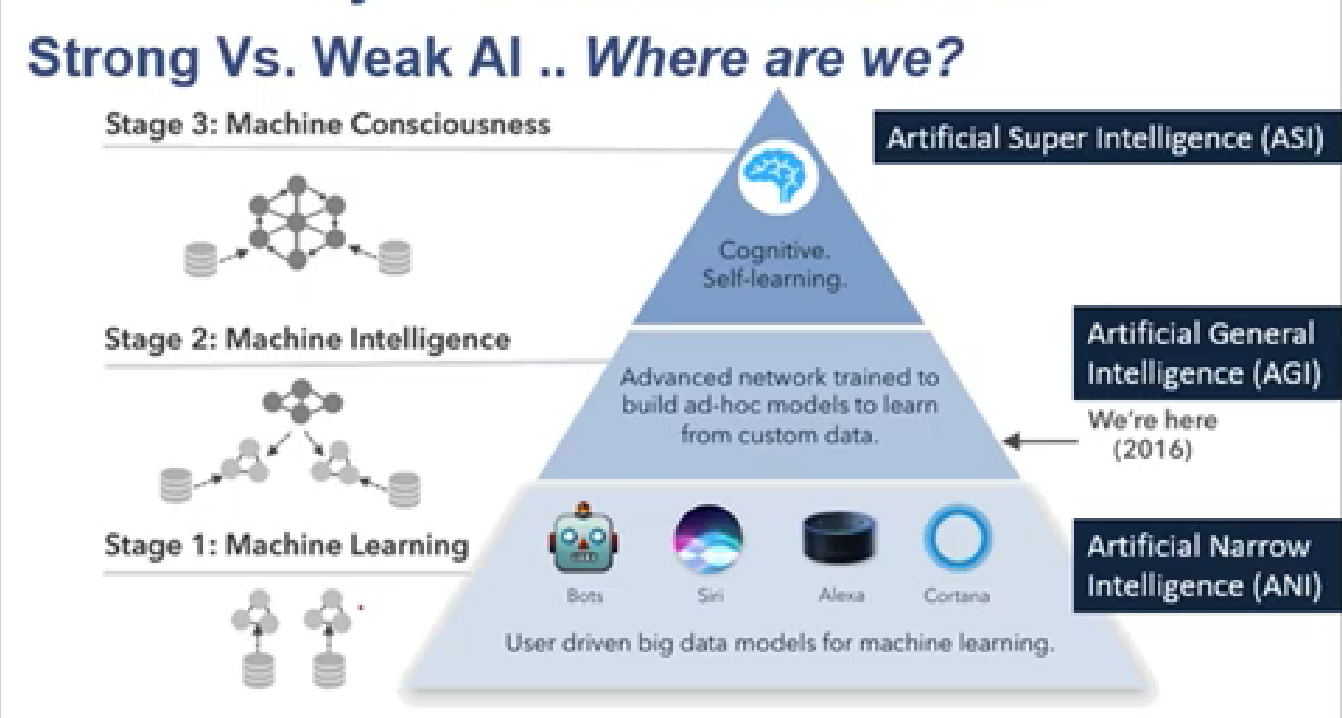 Strong Vs. Weak AI .. Where are we?
Stage 3: Machine Consciousness
Artificial Super Intelligence (ASI)
Cognitive.
Self-learning.
Stage 2: Machine Intelligence
Artificial General
Intelligence (AGI)
Advanced network trained to
build ad-hoc models to learn
from custom data.
We're here
(2016)
Stage 1: Machine Learning
Artificial Narrow
Intelligence (ANI)
Bots
Siri
Alexa
Cortana
User driven big data models for machine learning.